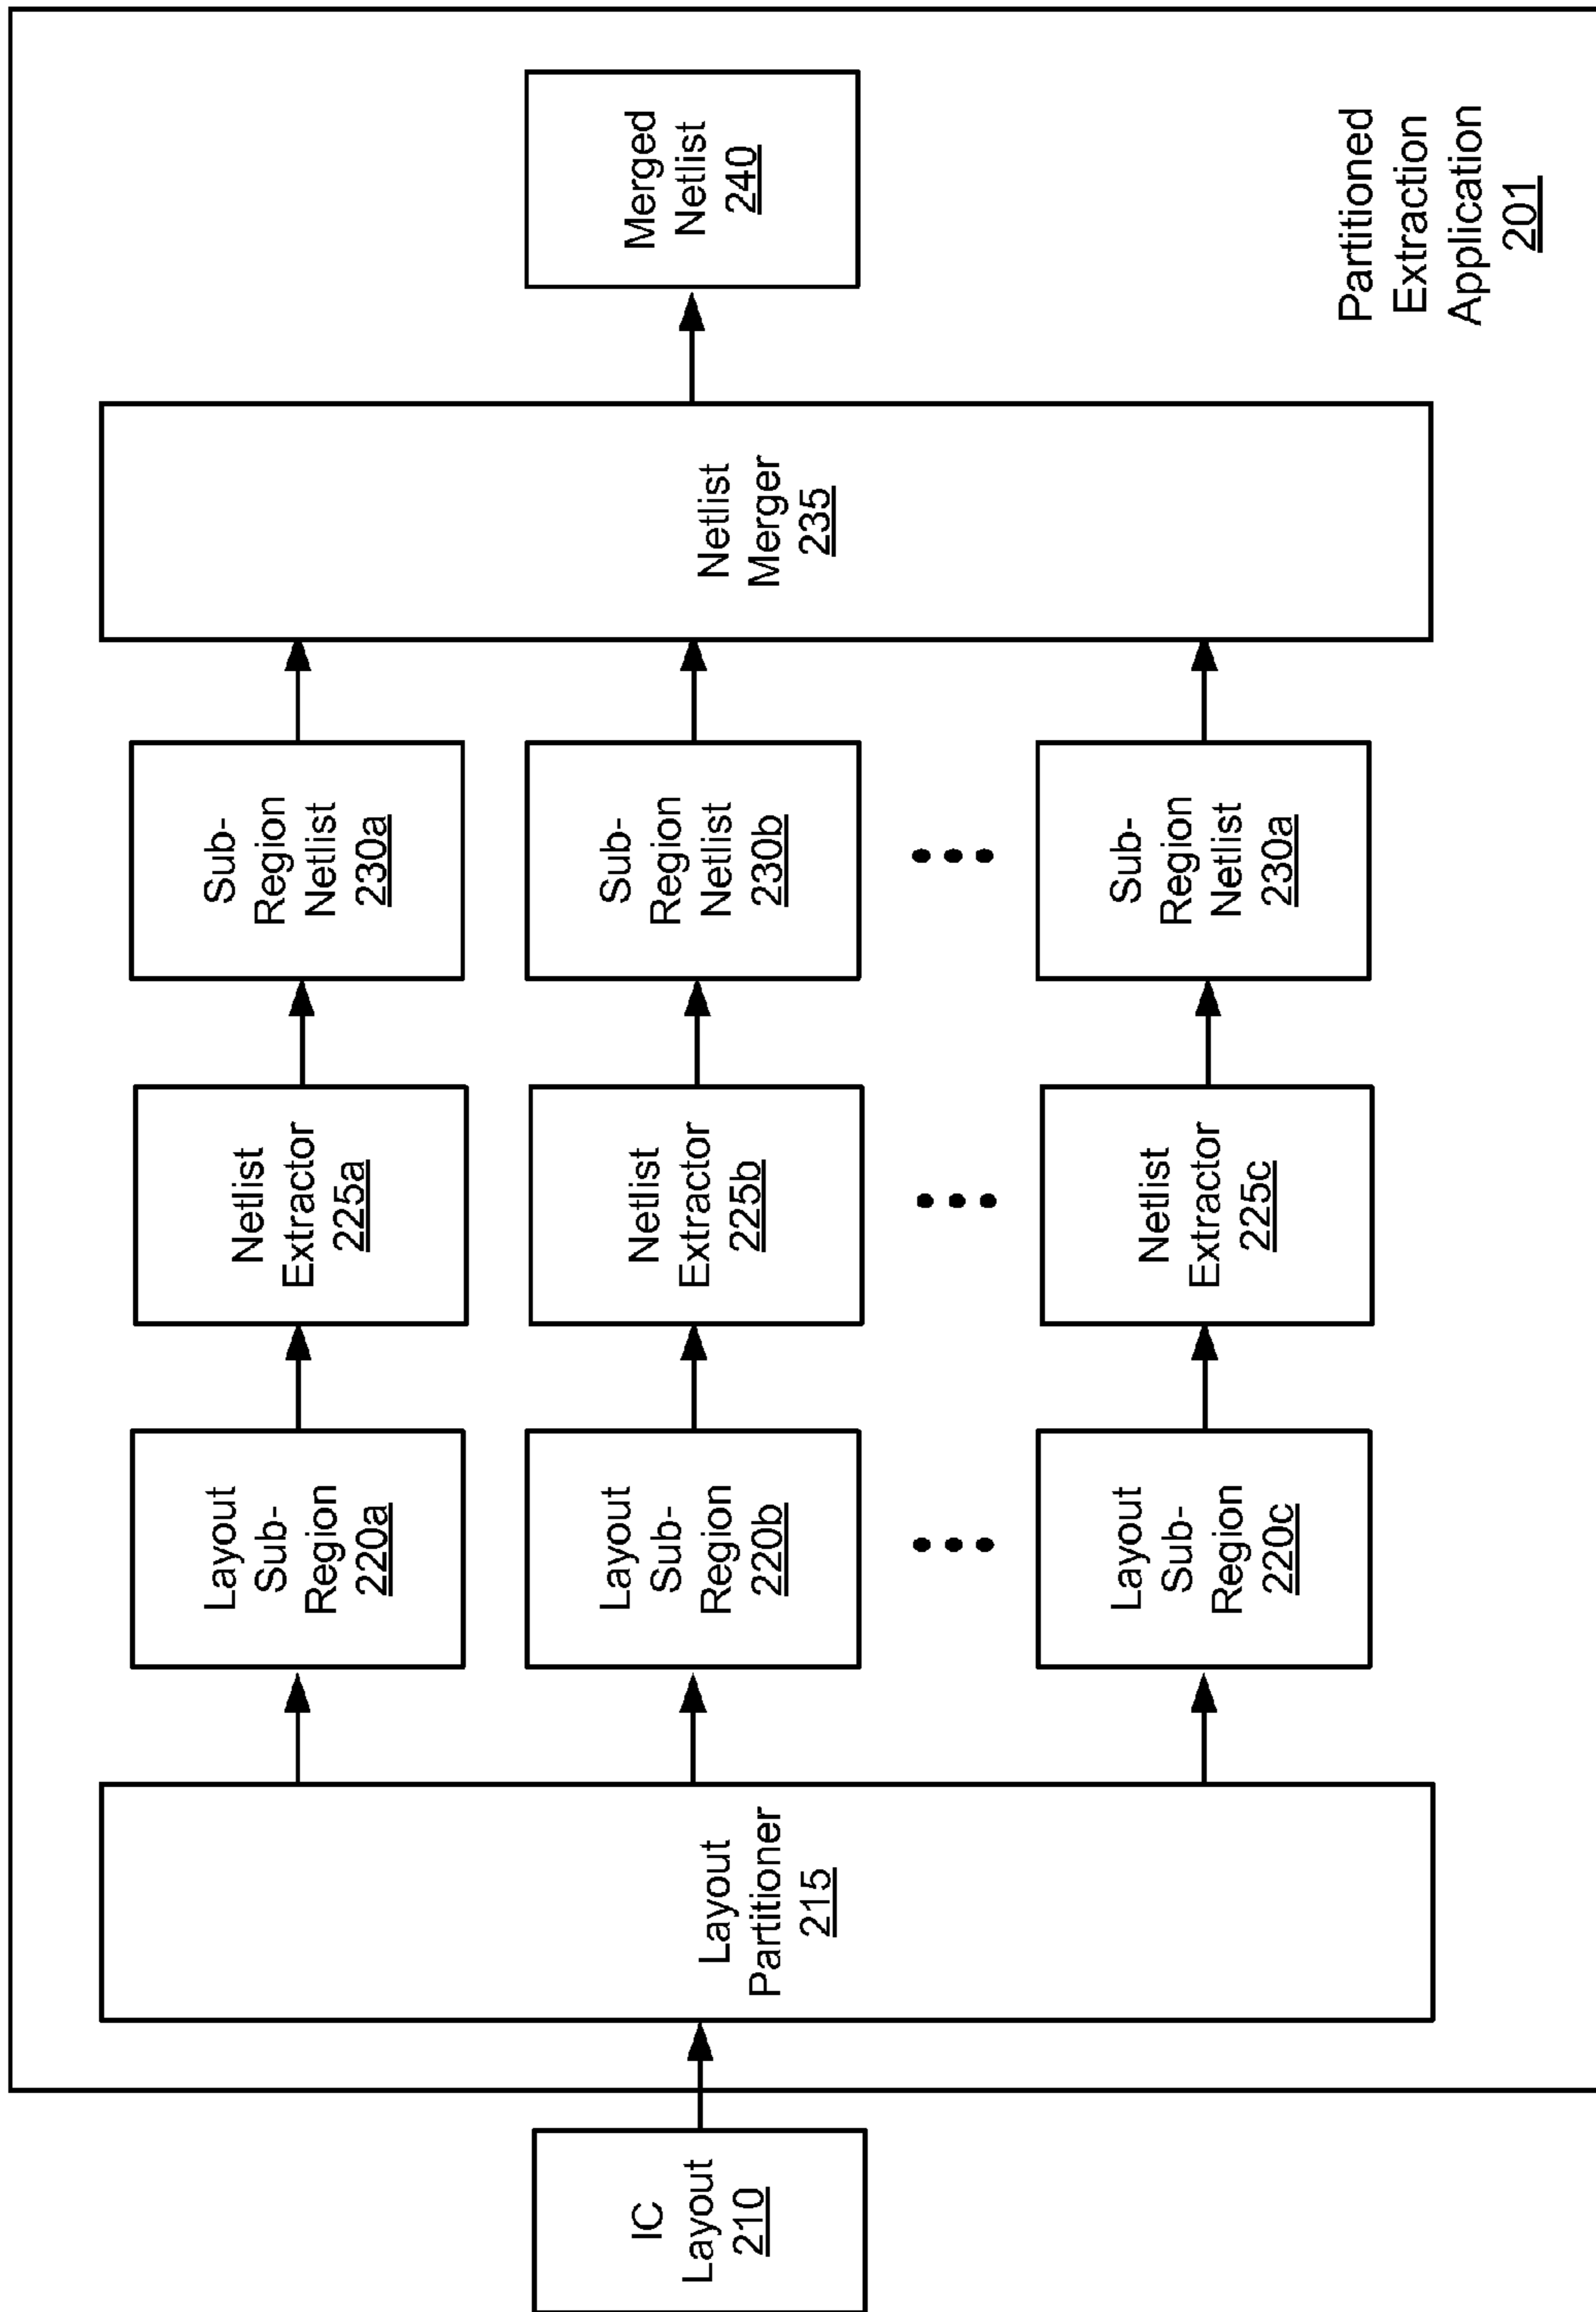 IC
Layout
210
Layout
Partitioner
215
Layout
Sub-
Region
220a
Layout
Sub-
Region
220b
Layout
Sub-
Region
220c
Netlist
Extractor
225a
Netlist
Extractor
225b
Netlist
Extractor
225c
Sub-
Region
Netlist
230a
Sub-
Region
Netlist
230b
Sub-
Region
Netlist
230a
Netlist
Merger
235
Merged
Netlist
240
Partitioned
Extraction
Application
201